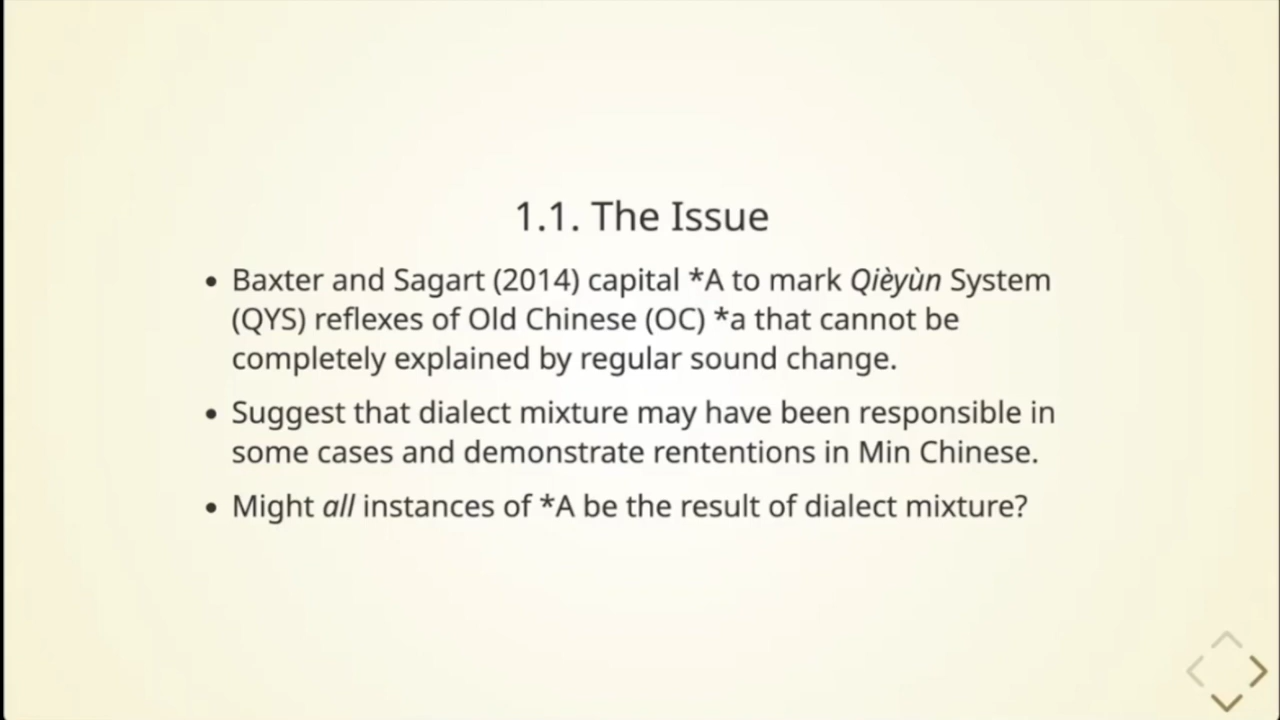 1.1. The Issue
• Baxter and Sagart (2014) capital *A to mark Qièyùn System
(QYS) reflexes of Old Chinese (OC) *a that cannot be
completely explained by regular sound change.
• Suggest that dialect mixture may have been responsible in
some cases and demonstrate rententions in Min Chinese.
• Might all instances of *A be the result of dialect mixture?